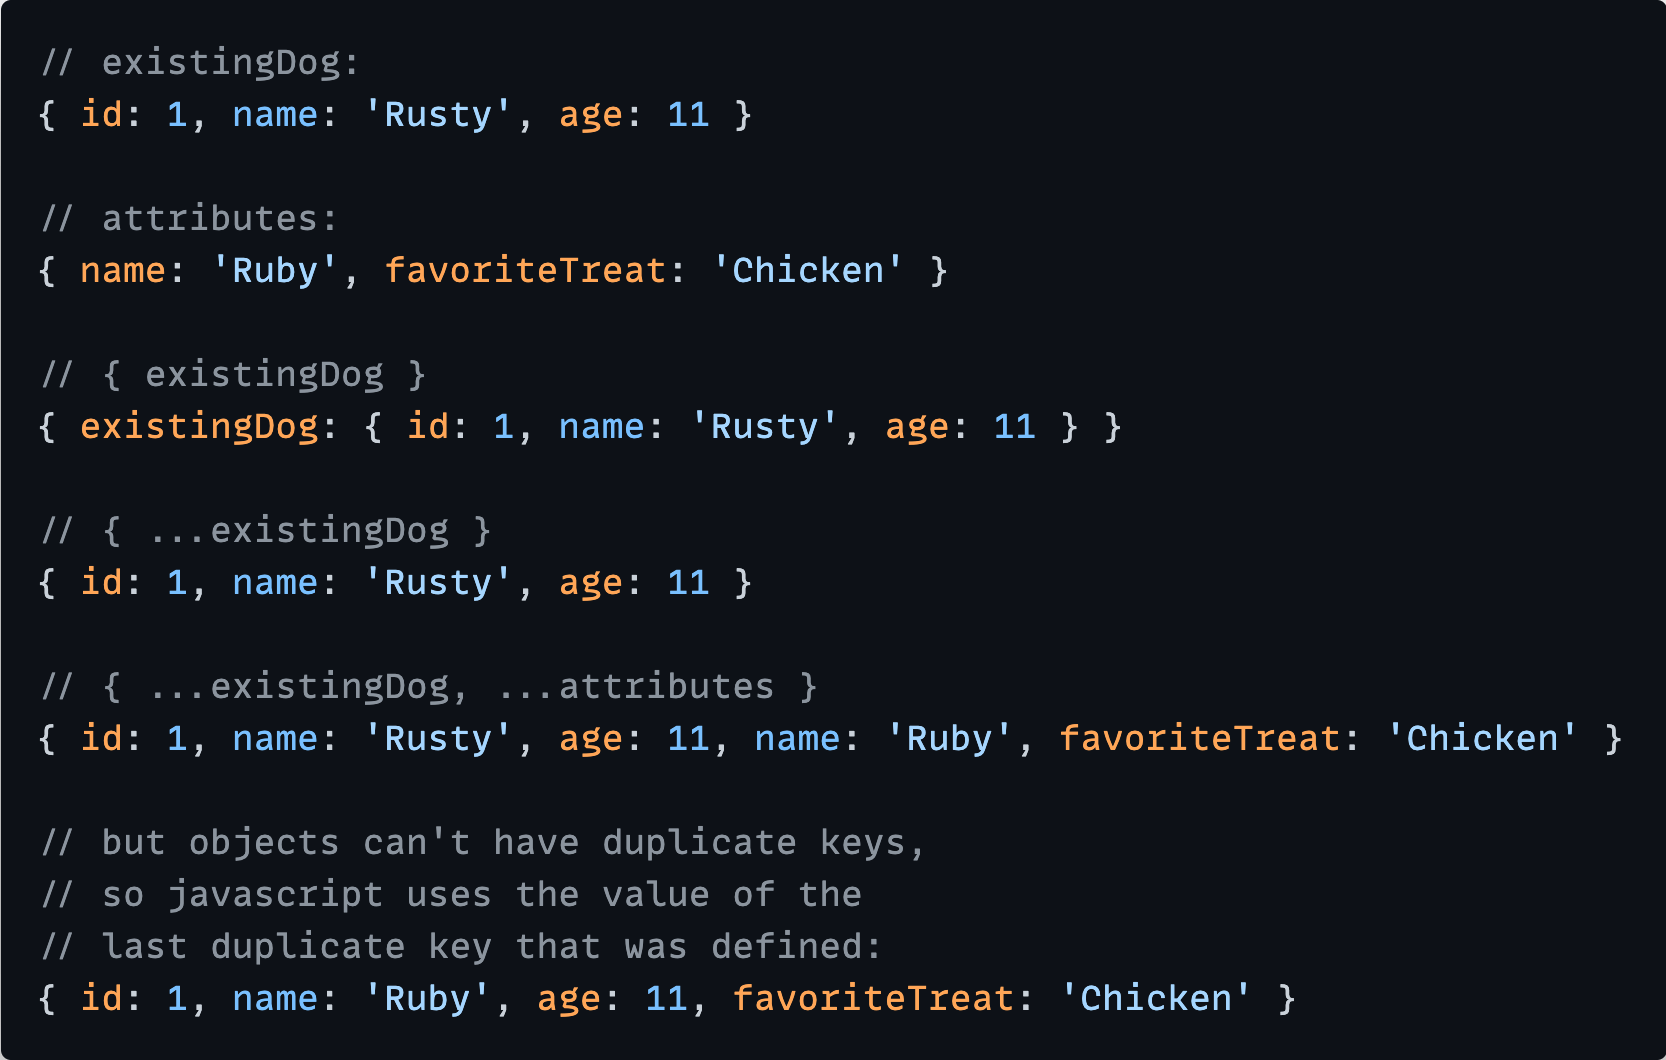 // existingDog:
{ id: 1, name: 'Rusty', age: 11 }
// attributes:
{ name: 'Ruby', favoriteTreat: 'Chicken' }
// { existingDog }
{ existingDog: { id: 1, name: 'Rusty', age: 11 } }
// { ...existingDog }
{ id: 1, name: 'Rusty', age: 11 }
// { ...existingDog, ...attributes }
{ id: 1, name: 'Rusty', age: 11, name: 'Ruby', favoriteTreat: 'Chicken' }
// but objects can't have duplicate keys,
// so javascript uses the value of the
// last duplicate key that was defined:
{ id: 1, name: 'Ruby', age: 11, favoriteTreat: 'Chicken' }